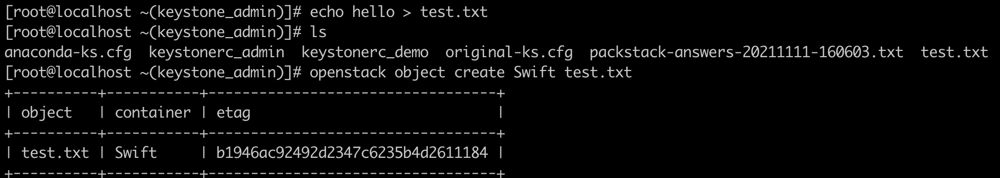 [root@localhost ~(keystone_admin)]# echo hello > test.txt
[root@localhost ~(keystone_admin)]# ls
anaconda-ks.cfg  keystonerc_admin  keystonerc_demo  original-ks.cfg  packstack-answers-20211111-160603.txt  test.txt
[root@localhost ~(keystone_admin)]# openstack object create Swift test.txt
+----------+-----------+----------------------------------+
| object   | container | etag                             |
+----------+-----------+----------------------------------+
| test.txt | Swift     | b1946ac92492d2347c6235b4d2611184 |
+----------+-----------+----------------------------------+